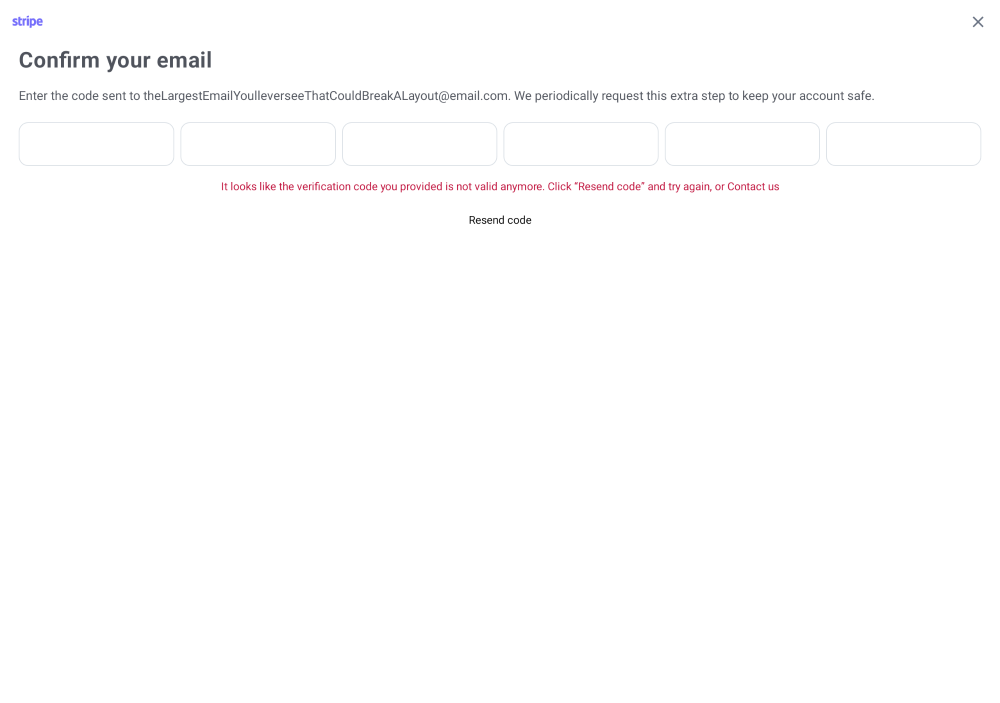 stripe
Confirm your email
Enter the code sent to theLargestEmailYoulleverseeThatCouldBreakALayout@email.com. We periodically request this extra step to keep your account safe.
It looks like the verification code you provided is not valid anymore. Click “Resend code” and try again, or Contact us
Resend code